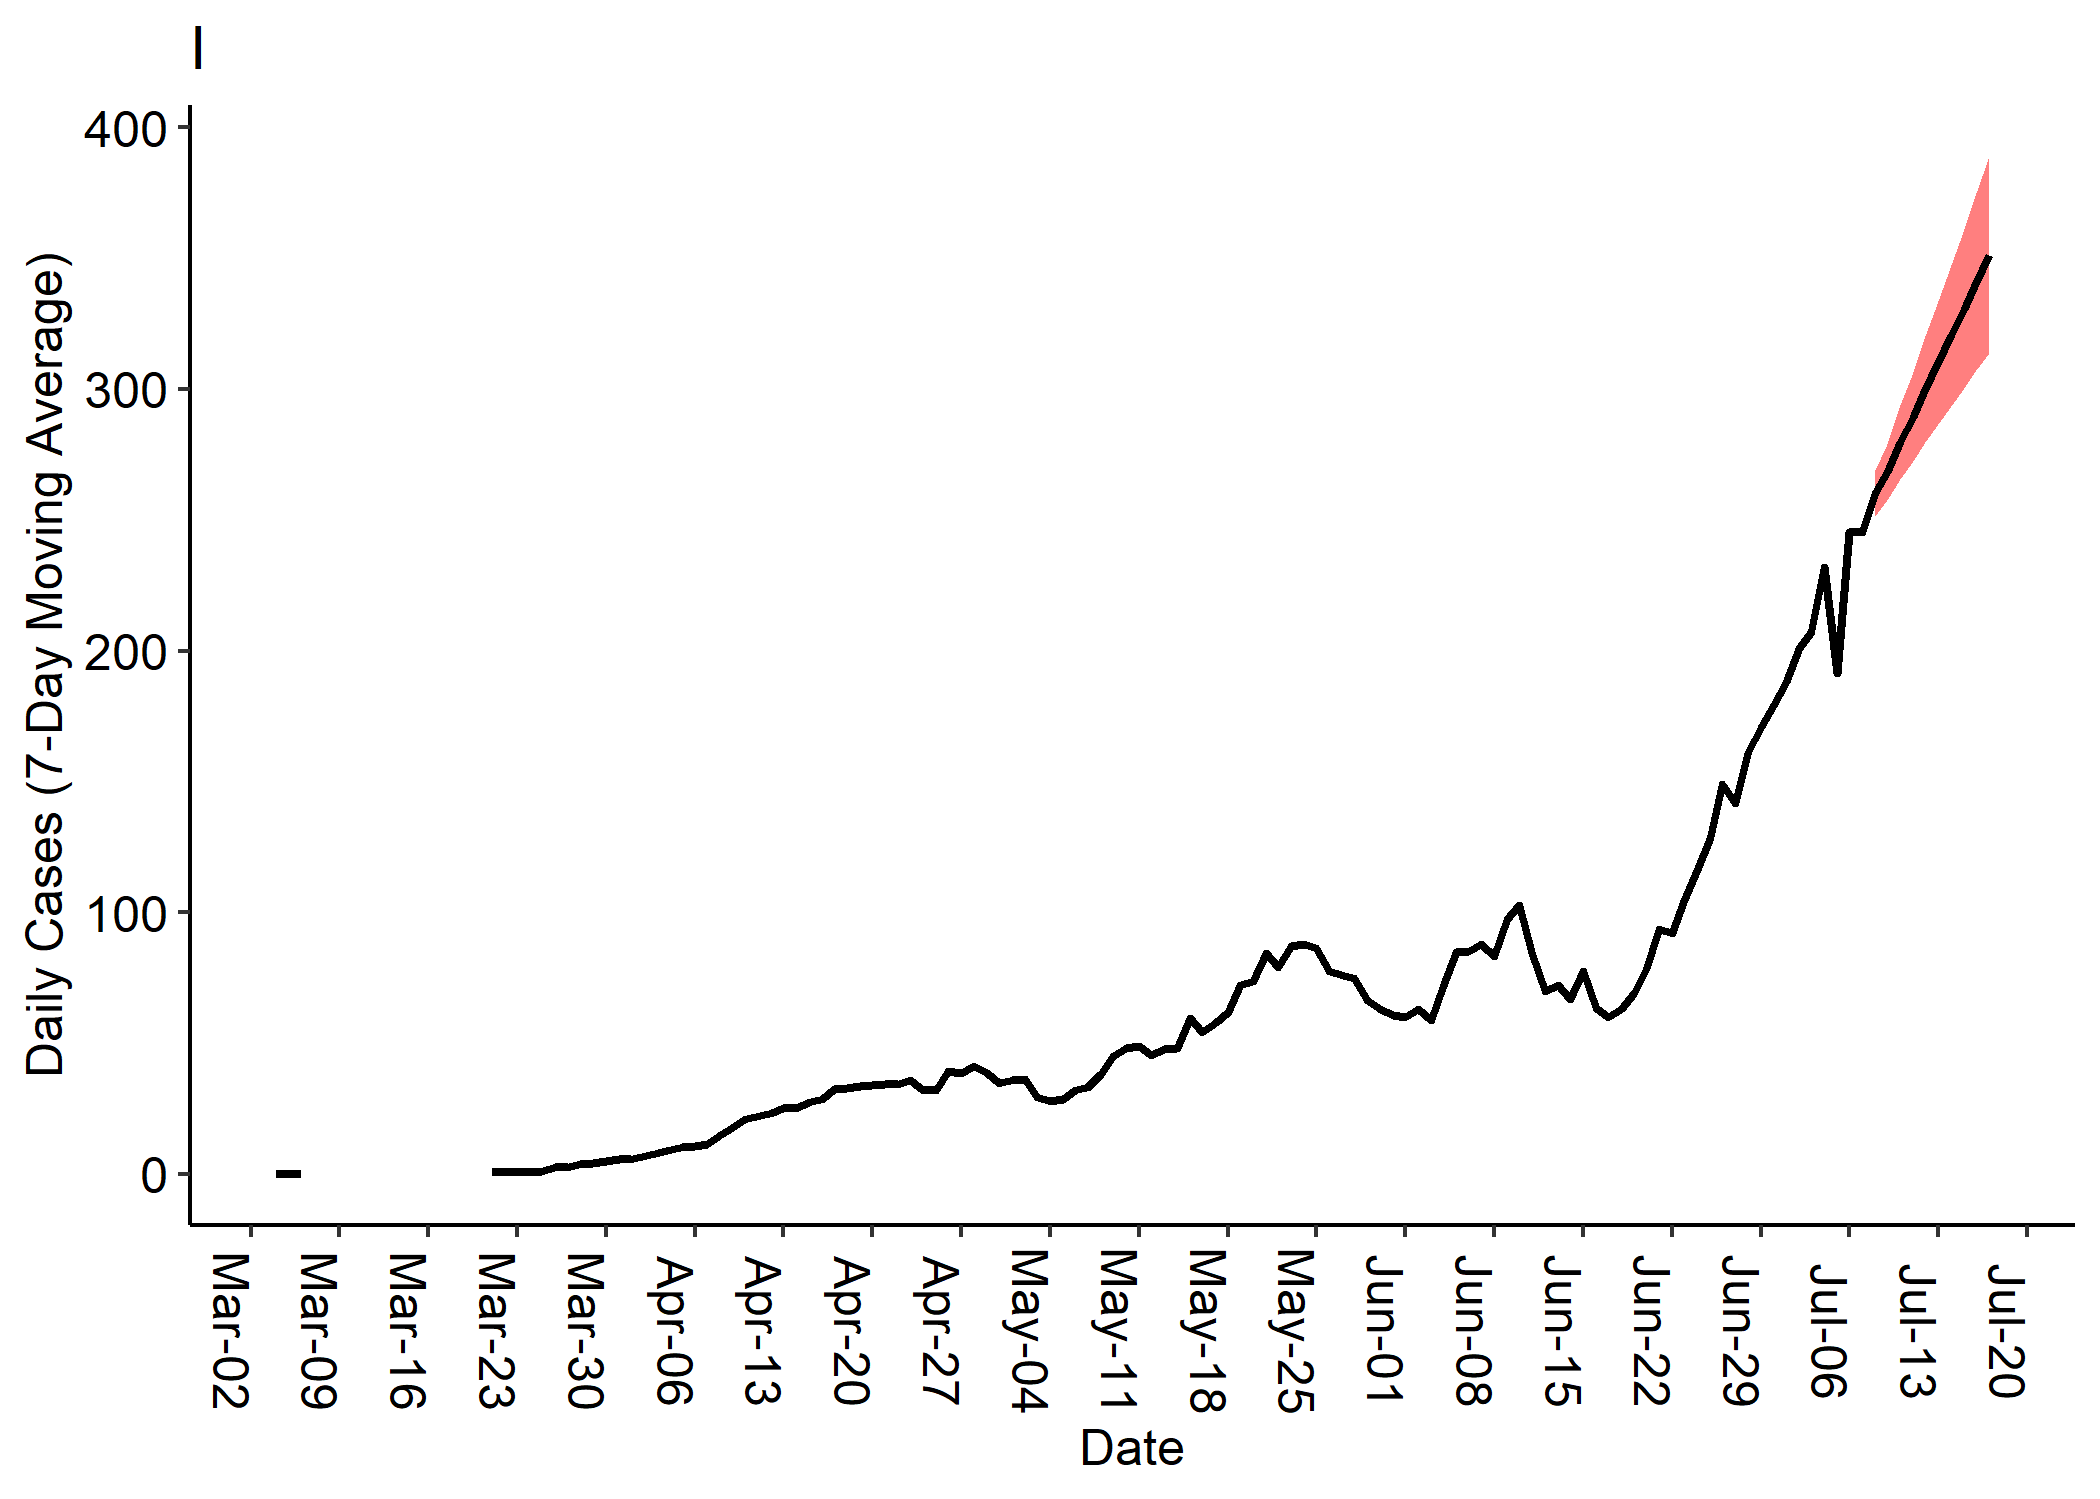 I
Daily Cases (7-Day Moving Average)
400
300
200
100
0
Mar-02
Mar-09
Mar-16
Mar-23
Mar-30
Apr-06
Apr-13
Apr-20
Apr-27
May-04
May-11
May-18
May-25
Jun-01
Jun-08
Jun-15
Jun-22
Jun-29
Jul-06
Jul-13
Jul-20
Date